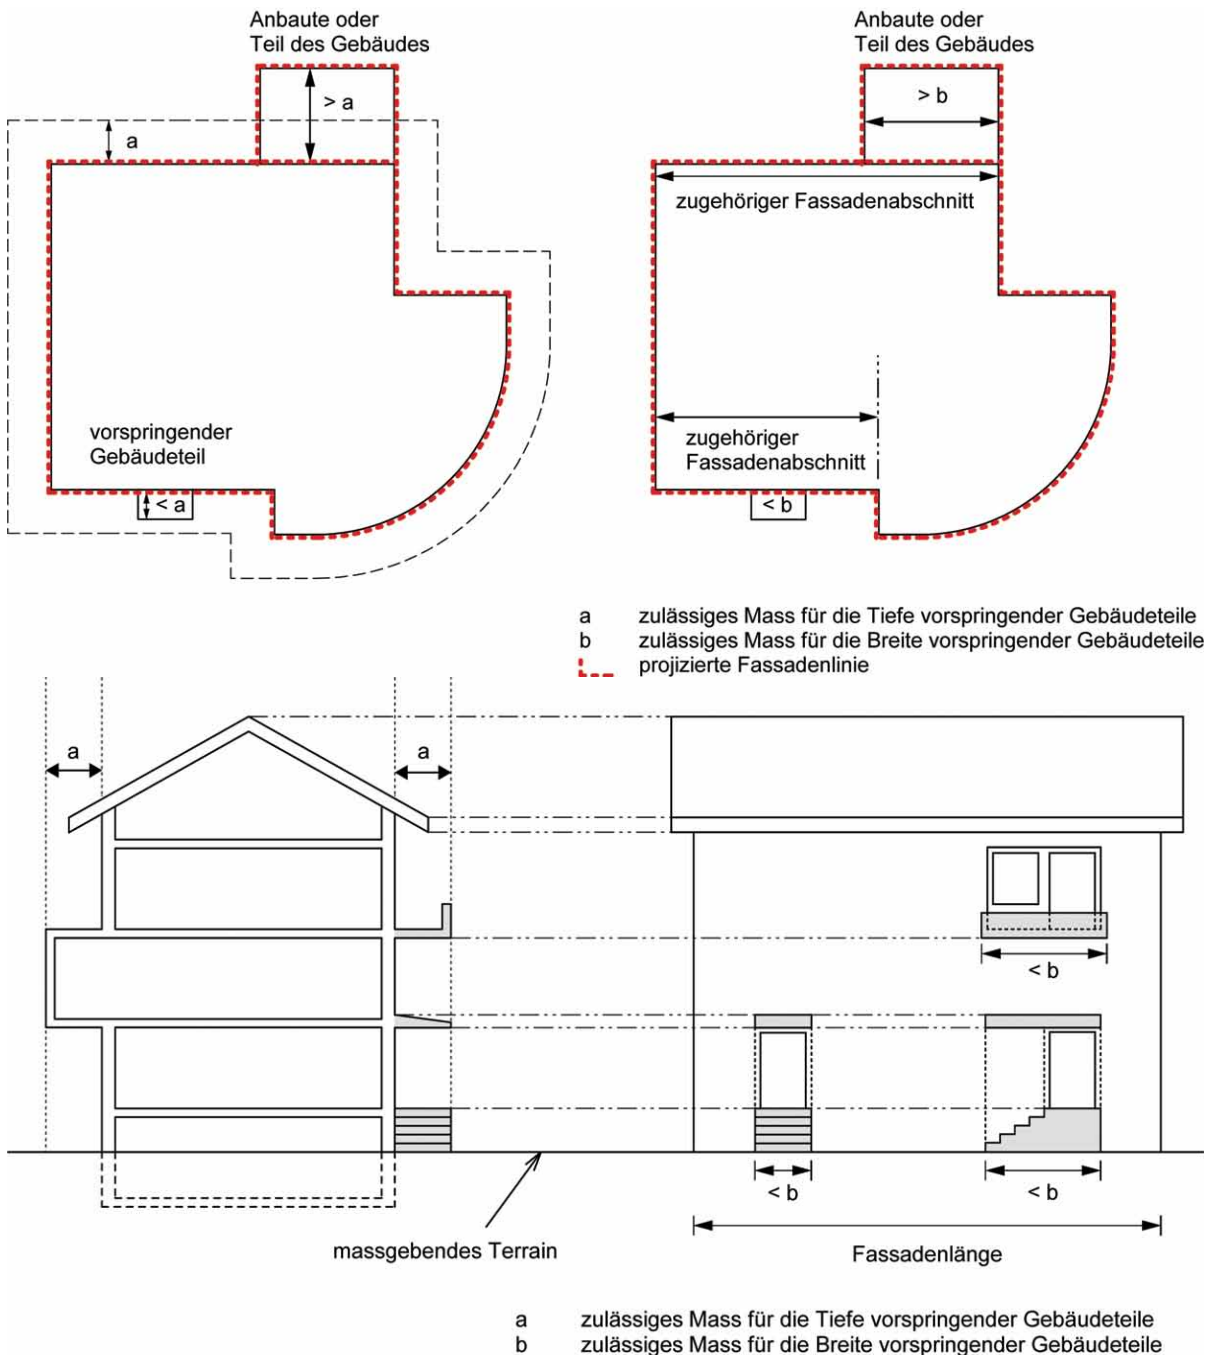 Anbaute oder
Teil des Gebäudes
> a
a
vorspringender
Gebäudeteil
< a
Anbaute oder
Teil des Gebäudes
> b
zugehöriger Fassadenabschnitt
zugehöriger
Fassadenabschnitt
< b
a zulässiges Mass für die Tiefe vorspringender Gebäudeteile
b zulässiges Mass für die Breite vorspringender Gebäudeteile
projizierte Fassadenlinie
a
a
< b
< b
< b
massgebendes Terrain
Fassadenlänge
a zulässiges Mass für die Tiefe vorspringender Gebäudeteile
b zulässiges Mass für die Breite vorspringender Gebäudeteile